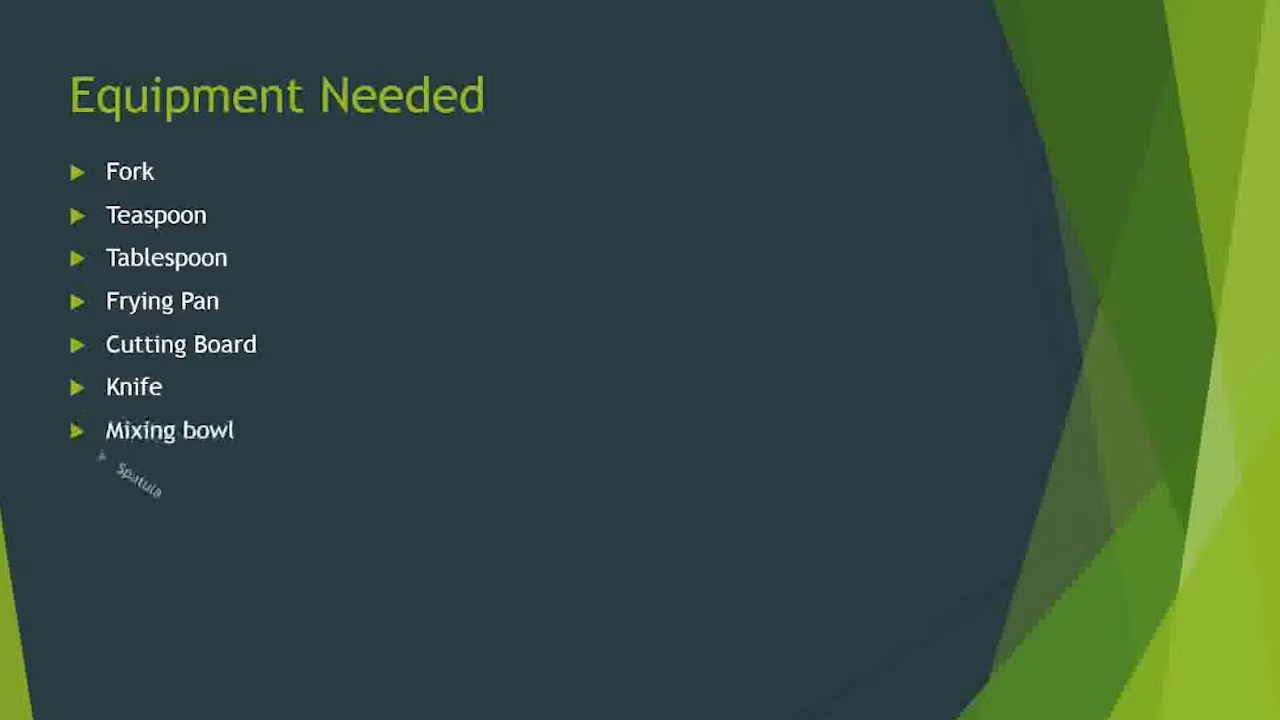 Equipment Needed
Fork
Teaspoon
Tablespoon
Frying Pan
Cutting Board
Knife
Mixing bowl
Spatula